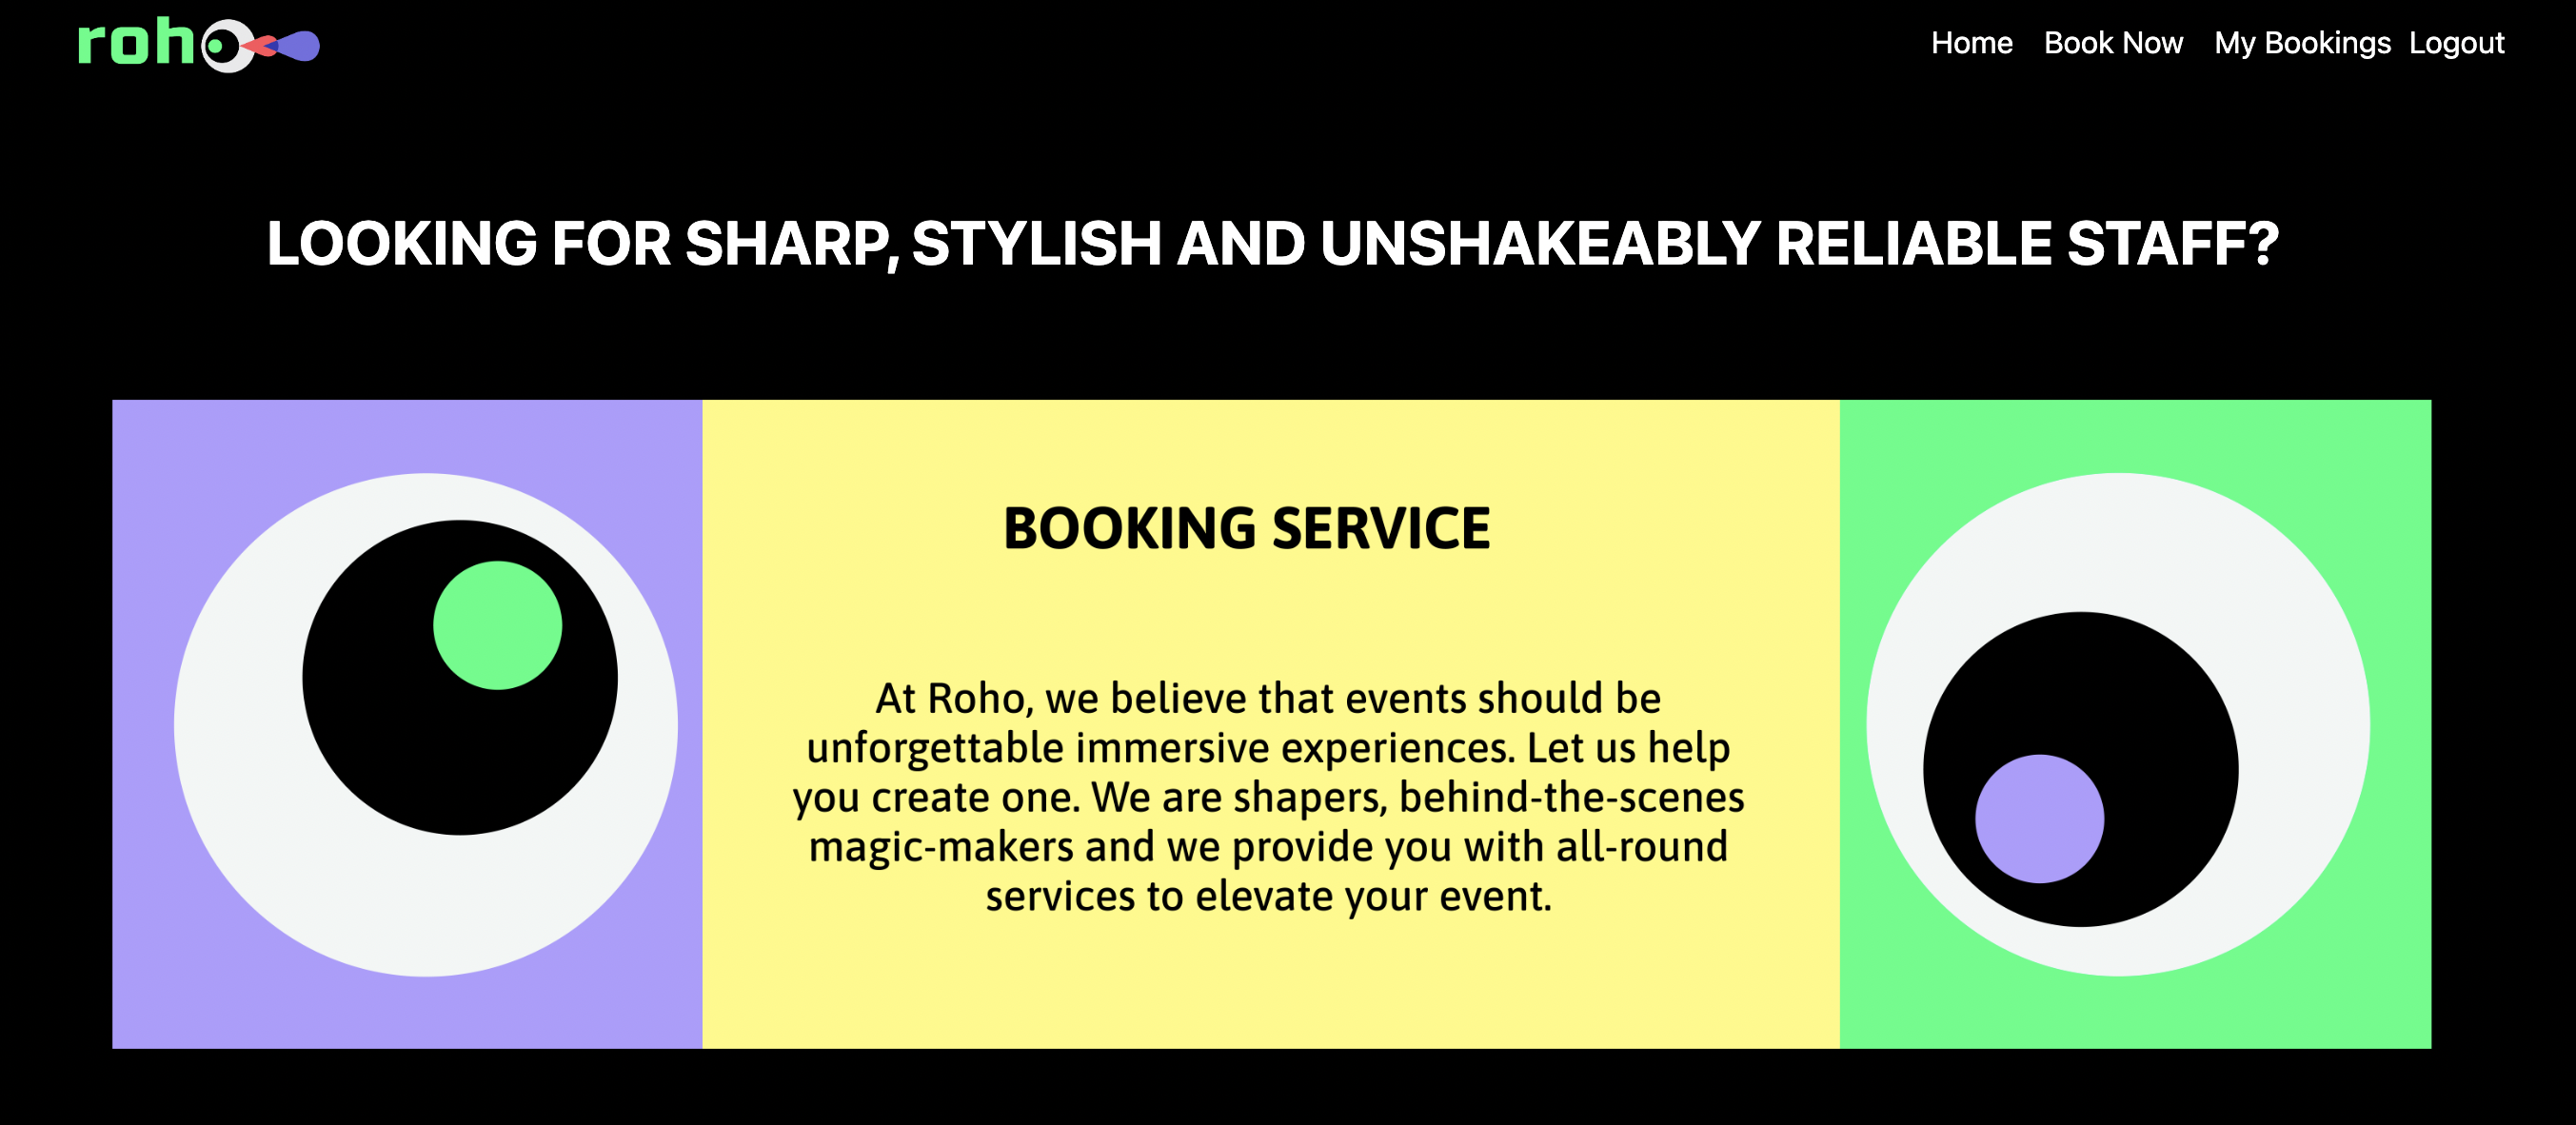 roho
Home Book Now My Bookings Logout
LOOKING FOR SHARP, STYLISH AND UNSHAKEABLY RELIABLE STAFF?
BOOKING SERVICE
At Roho, we believe that events should be
unforgettable immersive experiences. Let us help
you create one. We are shapers, behind-the-scenes
magic-makers and we provide you with all-round
services to elevate your event.